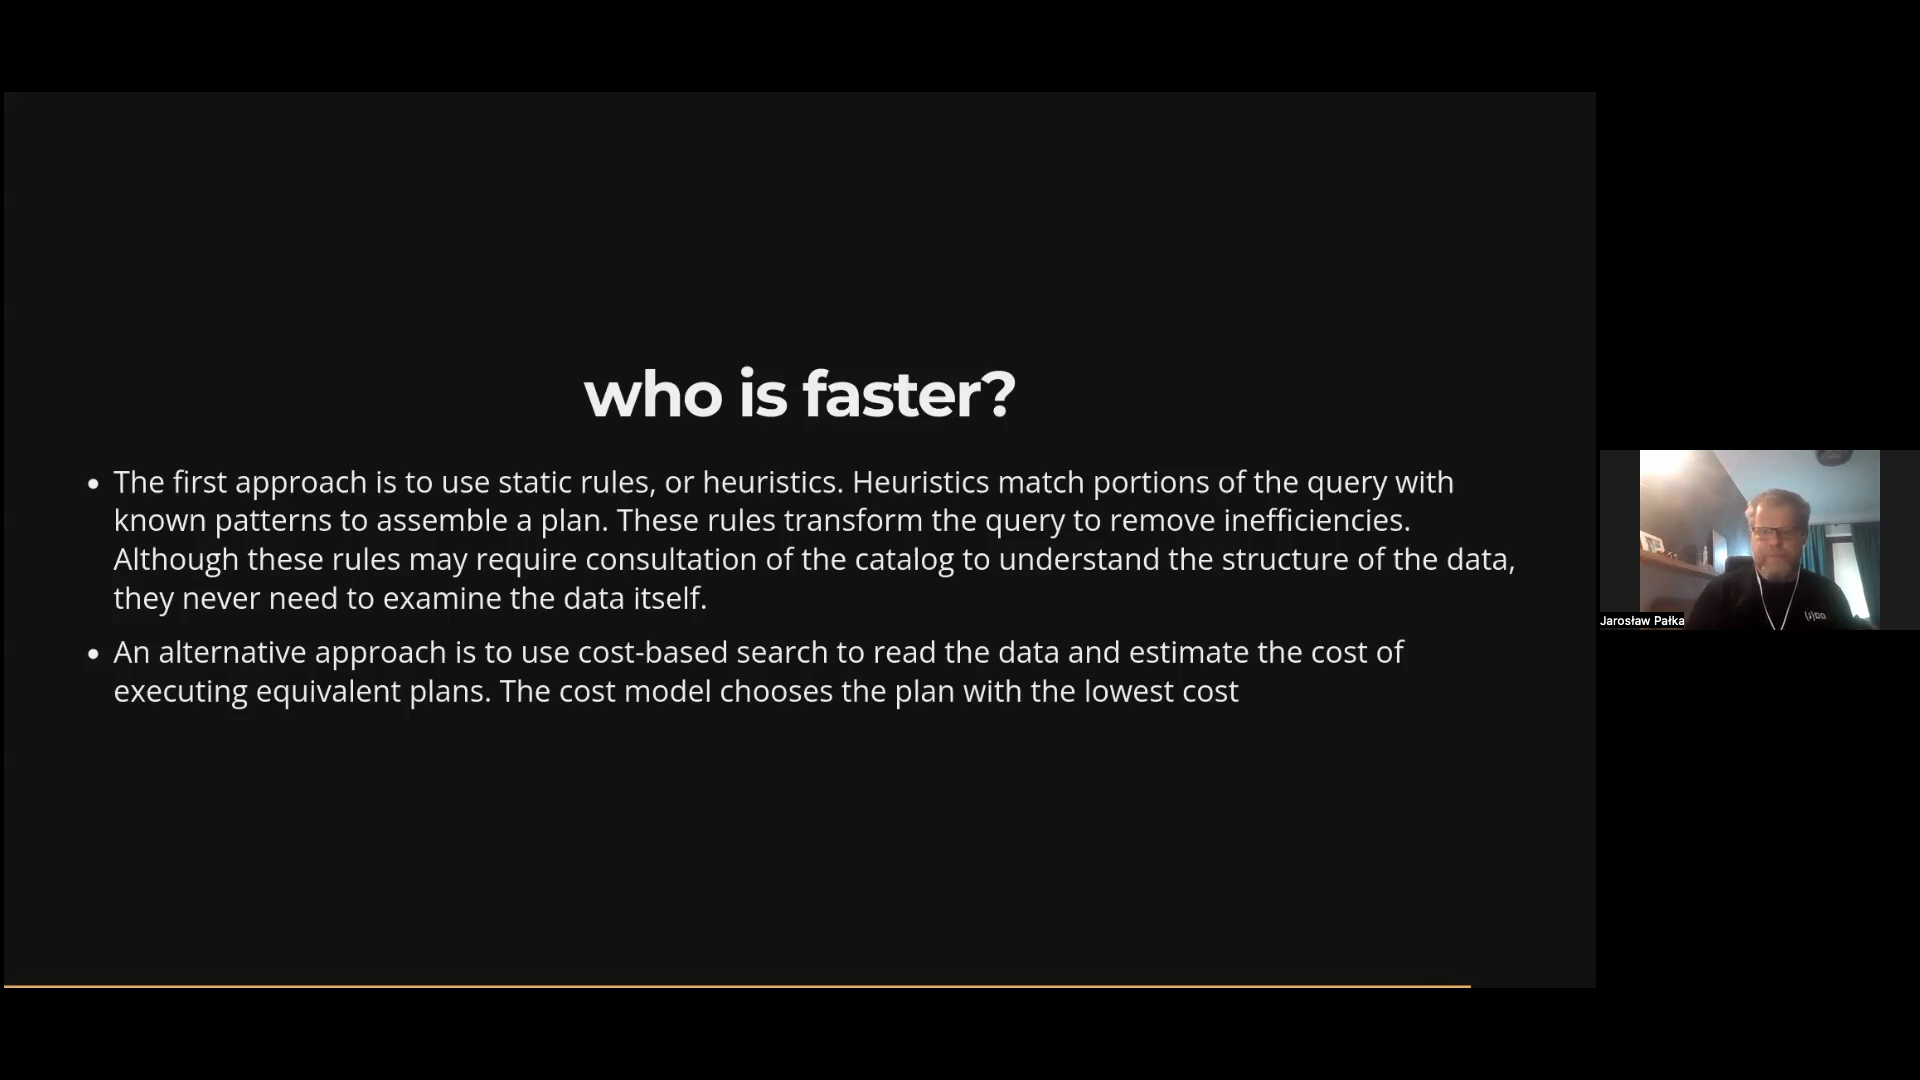 who is faster?
The first approach is to use static rules, or heuristics. Heuristics match portions of the query with
known patterns to assemble a plan. These rules transform the query to remove inefficiencies.
Although these rules may require consultation of the catalog to understand the structure of the data,
they never need to examine the data itself.
An alternative approach is to use cost-based search to read the data and estimate the cost of
executing equivalent plans. The cost model chooses the plan with the lowest cost
Jarosław Pałka